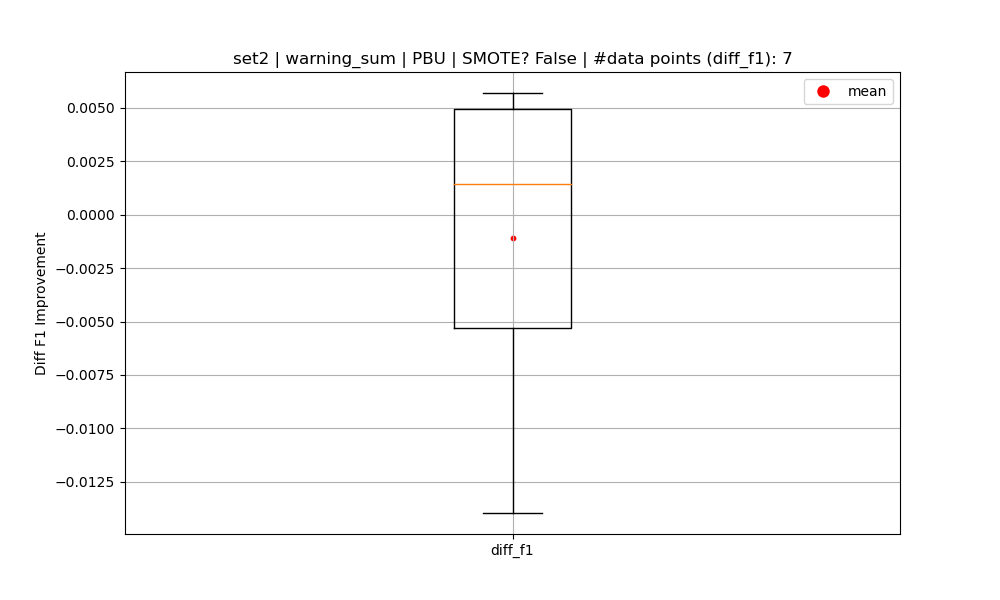 set2 | warning_sum | PBU | SMOTE? False | #data points (diff_f1): 7
mean
Diff F1 Improvement
0.0050
0.0025
0.0000
−0.0025
−0.0050
−0.0075
−0.0100
−0.0125
diff_f1